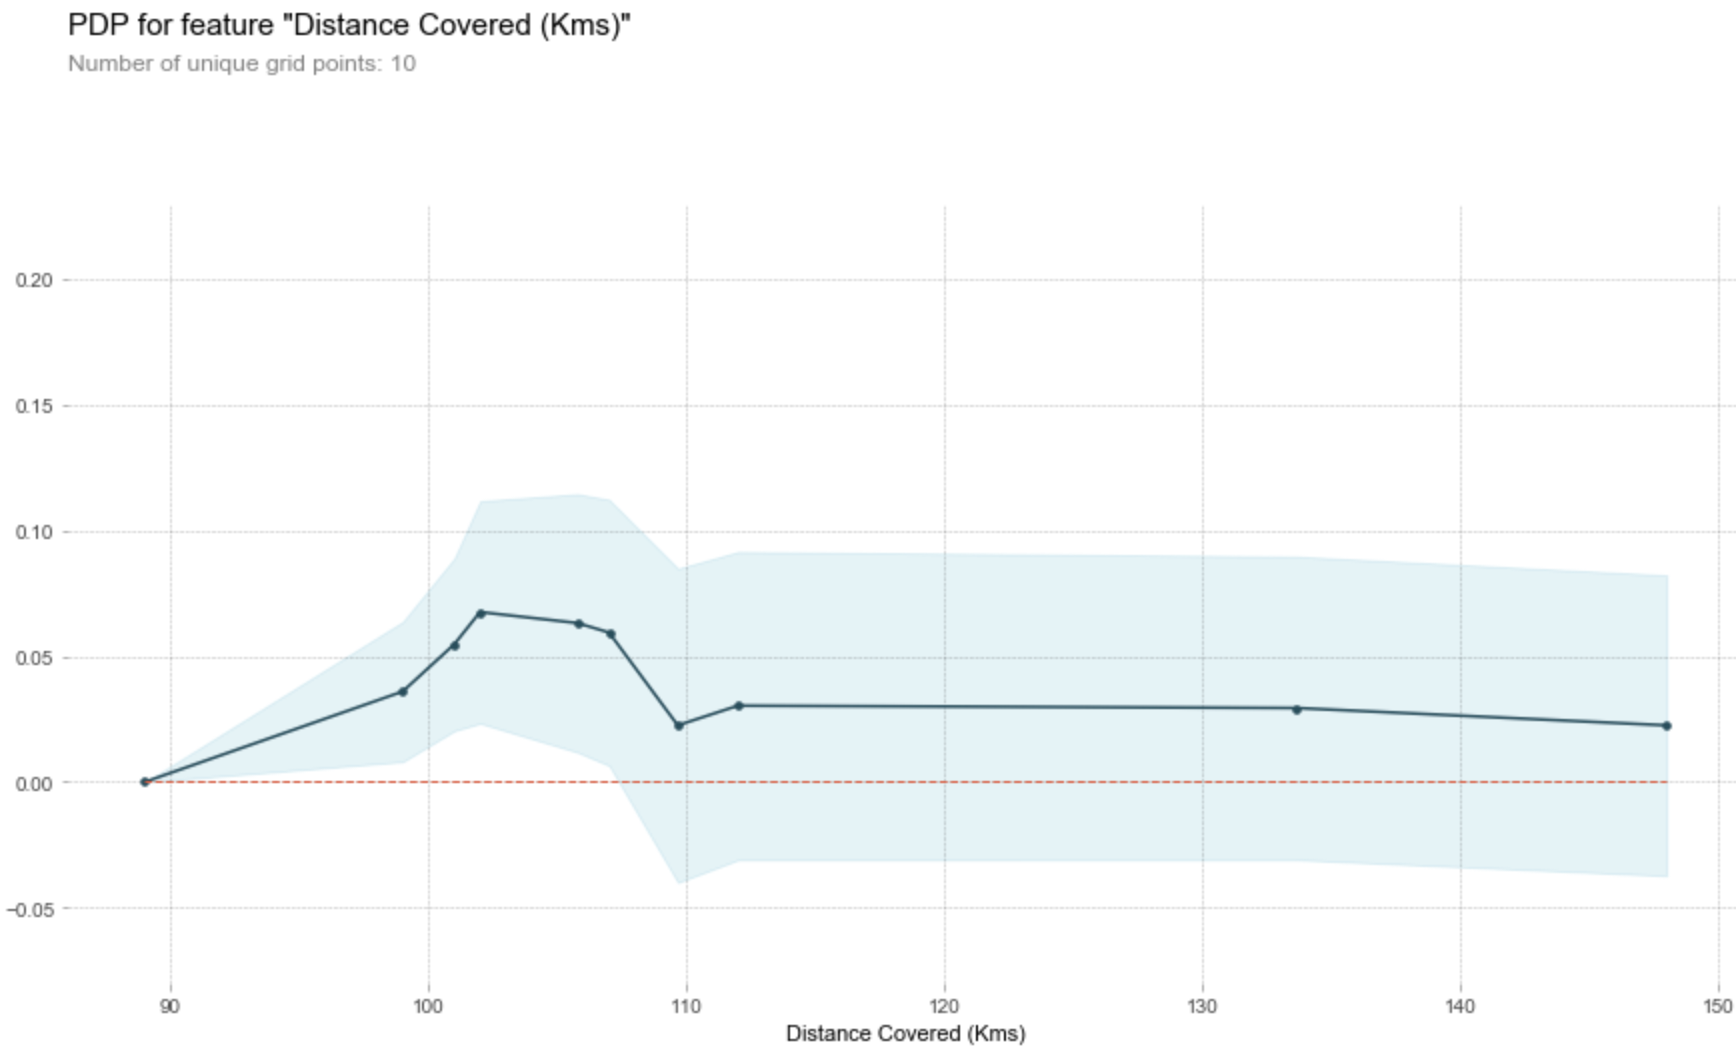 PDP for feature "Distance Covered (Kms)"
Number of unique grid points: 10
0.20
0.15
0.10
0.05
0.00
−0.05
90 100 110 120 130 140 150
Distance Covered (Kms)